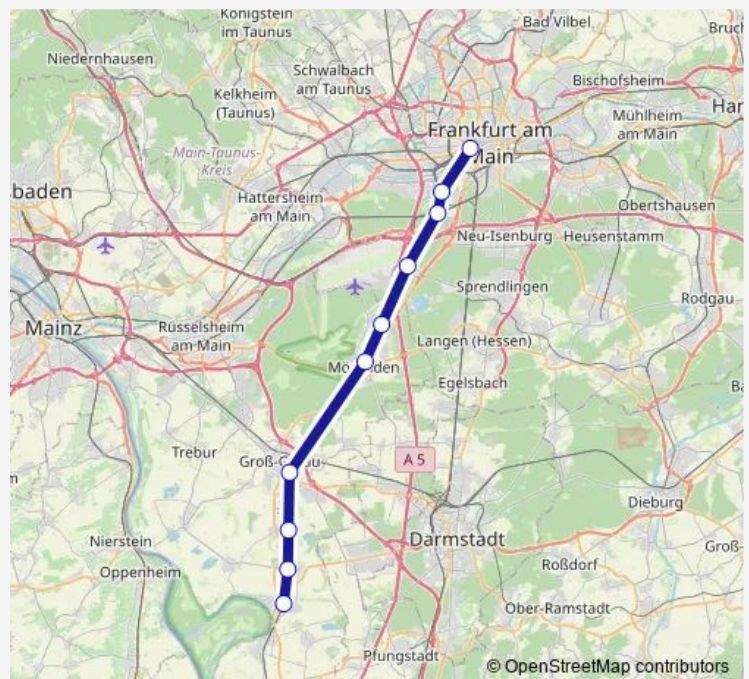 Königstein
im Taunus
Bad Vilbel
Niedernhausen
Schwalbach
am Taunus
Bischofsheim
Kelkheim
(Taunus)
Mühlheim
am Main
Frankfurt am
Main
Main-Taunus-
Kreis
Hattersheim
am Main
Obertshausen
Neu-Isenburg
Heusenstamm
Sprendlingen
Rodgau
Mainz
Rüsselsheim
am Main
Langen (Hessen)
Egelsbach
Trebur
A 5
Dieburg
Nierstein
Darmstadt
Oppenheim
Roßdorf
Ober-Ramstadt
Pfungstadt
© OpenStreetMap contributors